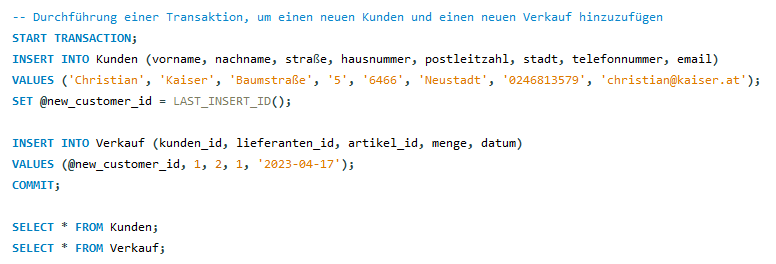 -- Durchführung einer Transaktion, um einen neuen Kunden und einen neuen Verkauf hinzuzufügen
START TRANSACTION;
INSERT INTO Kunden (vorname, nachname, straße, hausnummer, postleitzahl, stadt, telefonnummer, email)
VALUES ('Christian', 'Kaiser', 'Baumstraße', '5', '6466', 'Neustadt', '0246813579', 'christian@kaiser.at');
SET @new_customer_id = LAST_INSERT_ID();
INSERT INTO Verkauf (kunden_id, lieferanten_id, artikel_id, menge, datum)
VALUES (@new_customer_id, 1, 2, 1, '2023-04-17');
COMMIT;
SELECT * FROM Kunden;
SELECT * FROM Verkauf;